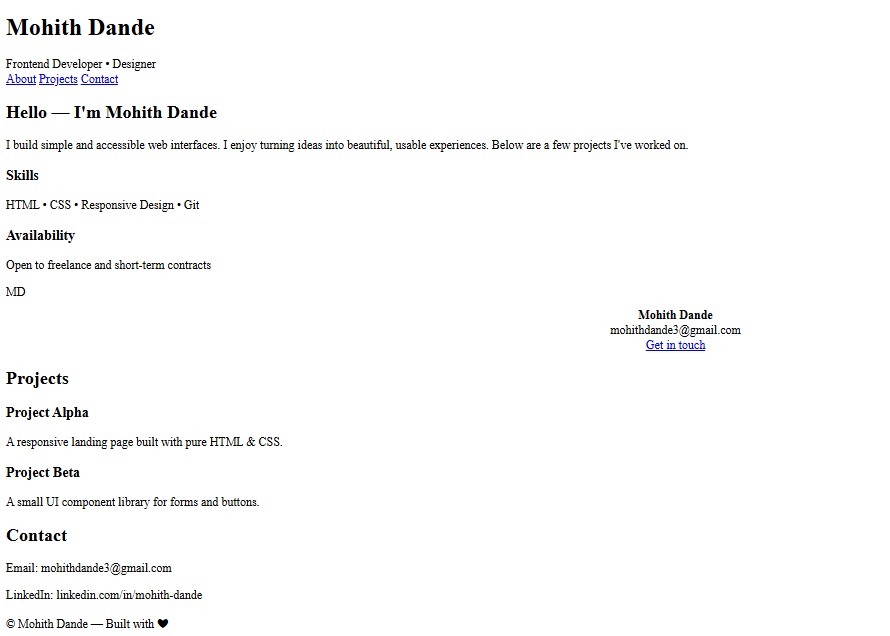 Mohith Dande
Frontend Developer • Designer
About Projects Contact
Hello — I'm Mohith Dande
I build simple and accessible web interfaces. I enjoy turning ideas into beautiful, usable experiences. Below are a few projects I've worked on.
Skills
HTML • CSS • Responsive Design • Git
Availability
Open to freelance and short-term contracts
MD
Mohith Dande
mohithdande3@gmail.com
Get in touch
Projects
Project Alpha
A responsive landing page built with pure HTML & CSS.
Project Beta
A small UI component library for forms and buttons.
Contact
Email: mohithdande3@gmail.com
LinkedIn: linkedin.com/in/mohith-dande
© Mohith Dande — Built with ♥